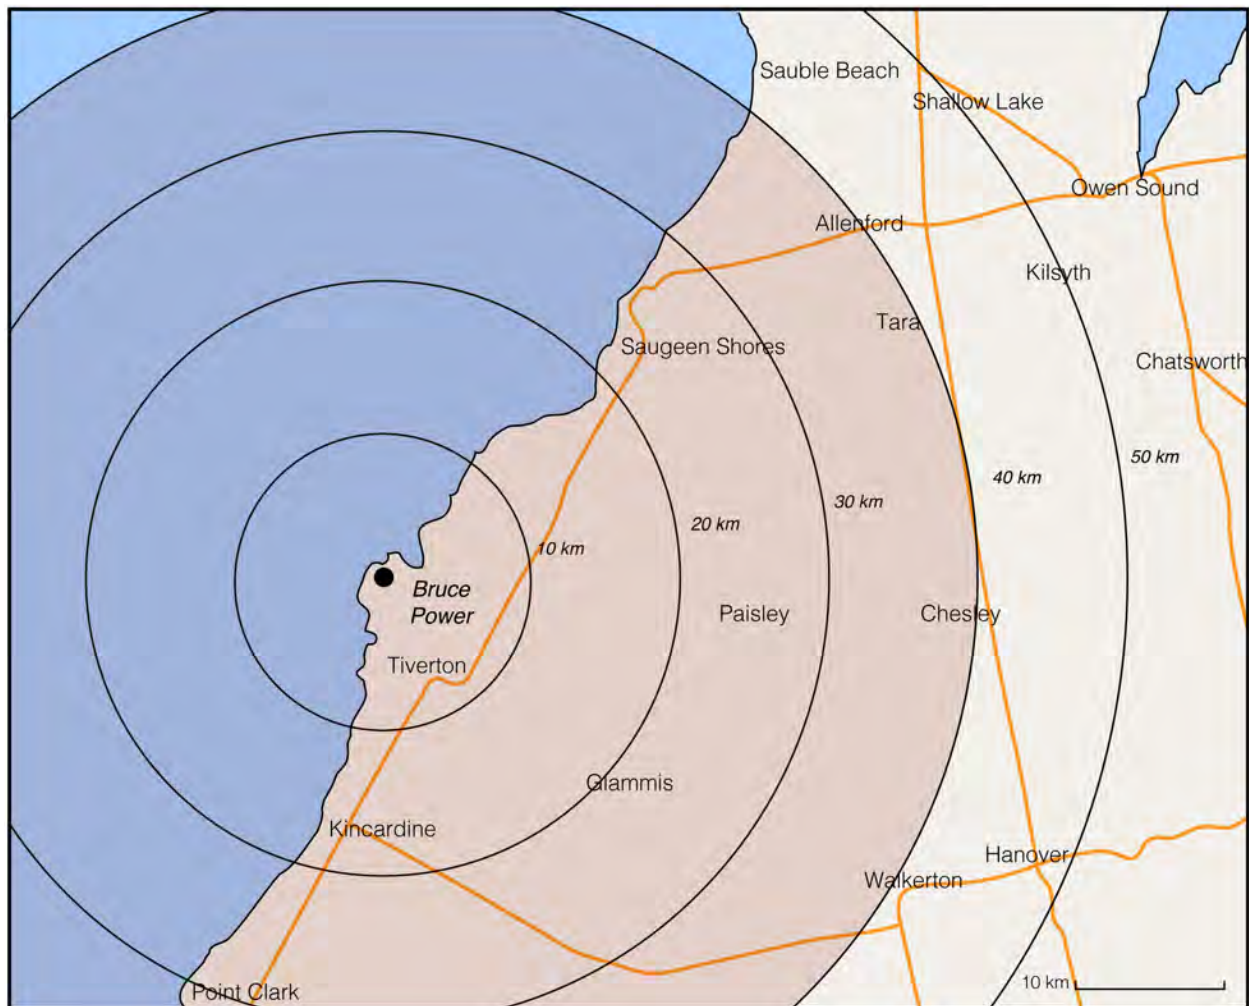 Sauble Beach
Shallow Lake
Owen Sound
Allenford
Kilsyth
Tara
Saugeen Shores
Chatsworth
50 km
40 km
30 km
20 km
10 km
Bruce
Power
Paisley
Chesley
Tiverton
Glammis
Kincardine
Hanover
Walkerton
10 km
Point Clark